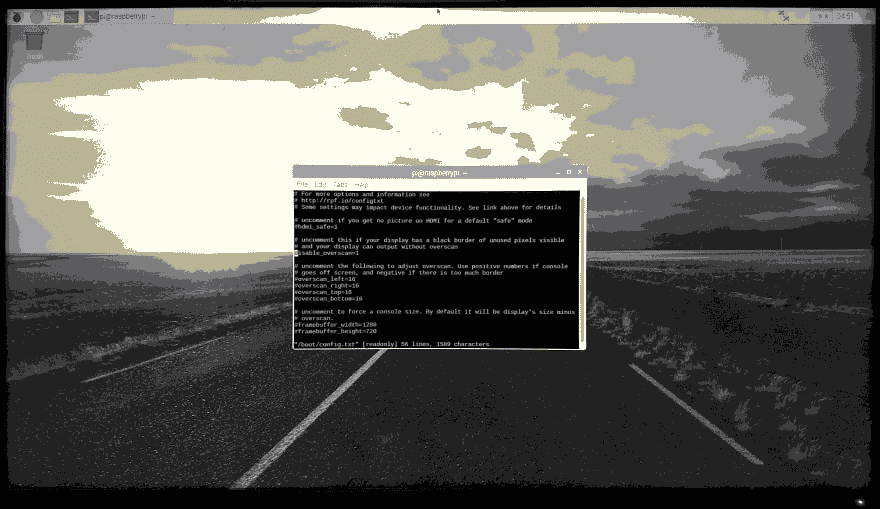 pi@raspberrypi: ~
04:51
Trash
pi@raspberrypi: ~
File Edit Tabs Help
# For more options and information see
# http://rpf.io/configtxt
# Some settings may impact device functionality. See link above for details
# uncomment if you get no picture on HDMI for a default "safe" mode
#hdmi_safe=1
# uncomment this if your display has a black border of unused pixels visible
# and your display can output without overscan
disable_overscan=1
# uncomment the following to adjust overscan. Use positive numbers if console
# goes off screen, and negative if there is too much border
#overscan_left=16
#overscan_right=16
#overscan_top=16
#overscan_bottom=16
# uncomment to force a console size. By default it will be display's size minus
# overscan.
#framebuffer_width=1280
#framebuffer_height=720
"/boot/config.txt" [readonly] 56 lines, 1589 characters